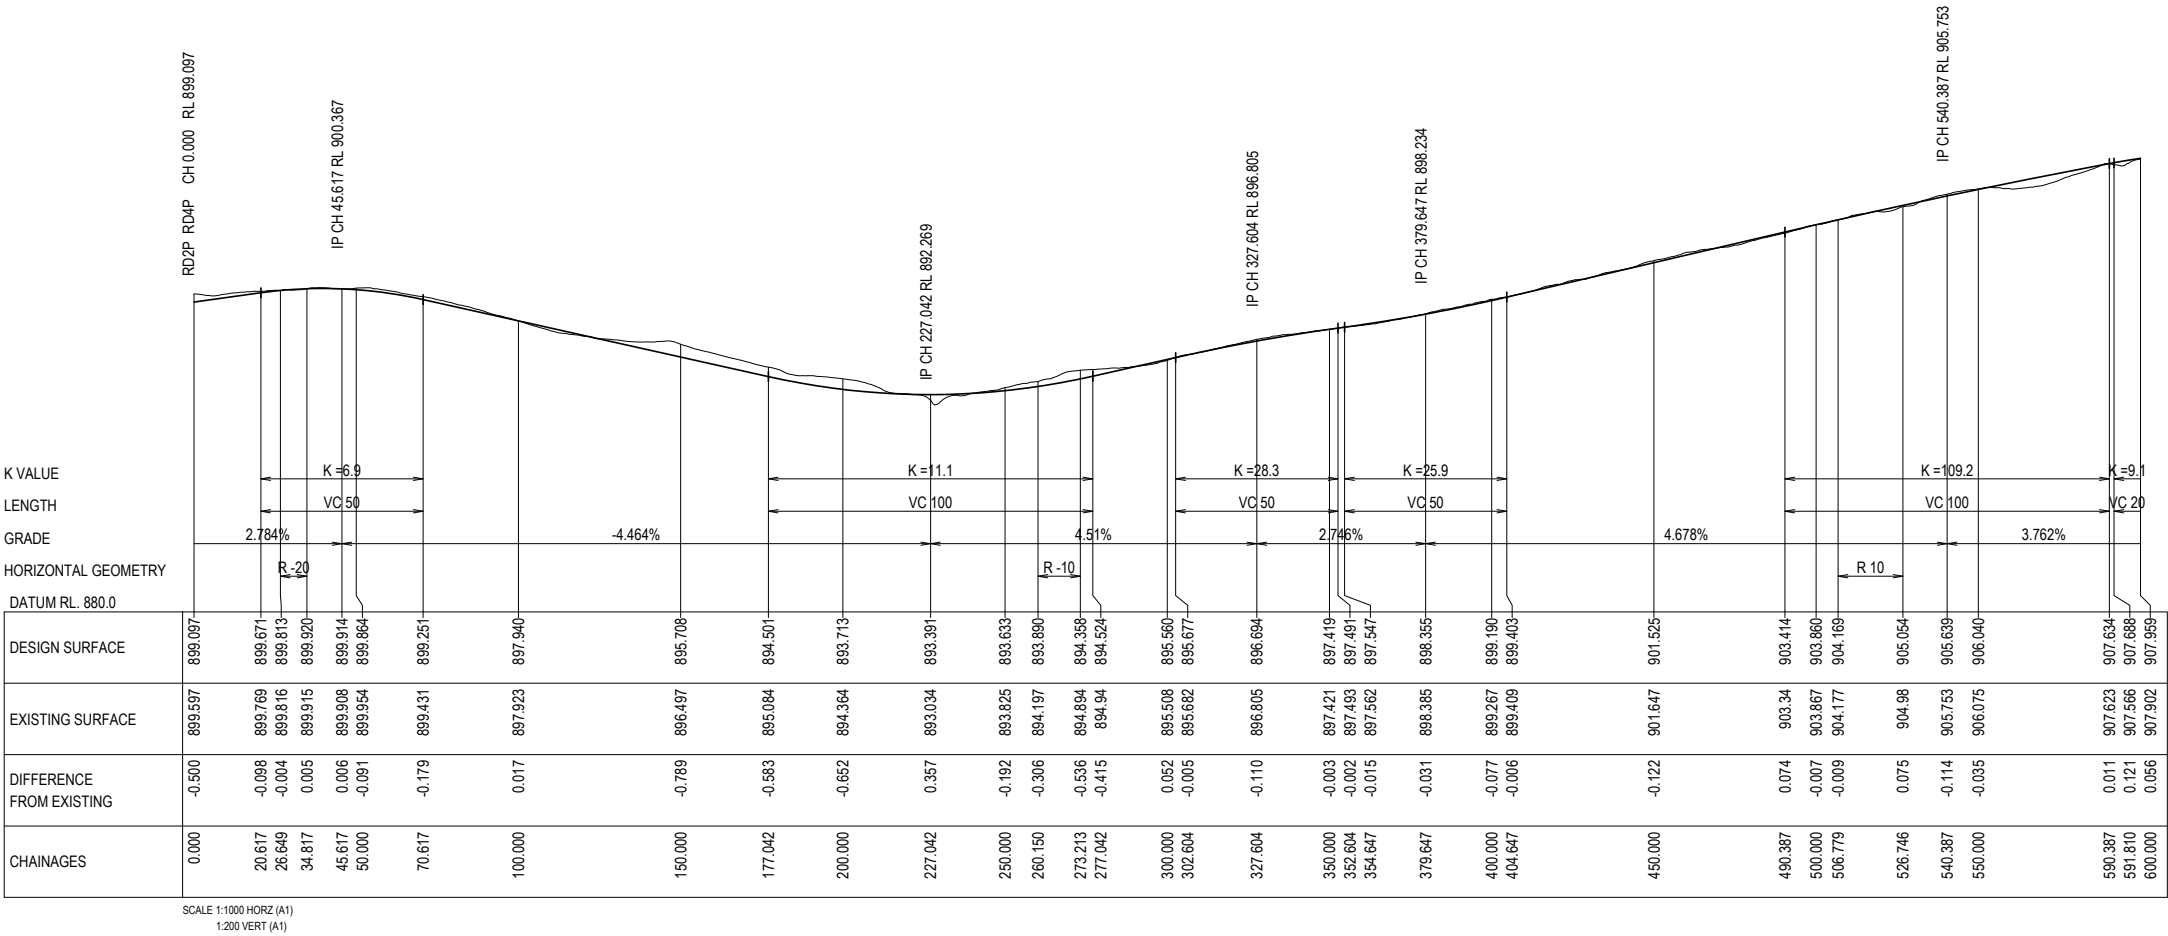 RD2P RD4P CH 0.000 RL 899.097
IP CH 45.617 RL 900.367
IP CH 227.042 RL 892.269
IP CH 327.604 RL 896.805
IP CH 379.647 RL 898.234
IP CH 540.387 RL 905.753
K VALUE K =6.9 K =11.1 K =28.3 K =25.9 K =109.2 K =9.1
LENGTH VC 50 VC 100 VC 50 VC 50 VC 100 VC 20
GRADE 2.784% -4.464% 4.51% 2.746% 4.678% 3.762%
HORIZONTAL GEOMETRY R -20 R -10 R 10
DATUM RL. 880.0
DESIGN SURFACE 899.097 899.671 899.813 899.920 899.914 899.864 899.251 897.940 895.708 894.501 893.713 893.391 893.633 893.890 894.358 894.524 895.560 895.677 896.694 897.419 897.491 897.547 898.355 899.190 899.403 901.525 903.414 903.860 904.169 905.054 905.639 906.040 907.634 907.688 907.959
EXISTING SURFACE 899.597 899.769 899.816 899.915 899.908 899.954 899.431 897.923 896.497 895.084 894.364 893.034 893.825 894.197 894.894 894.94 895.508 895.682 896.805 897.421 897.493 897.562 898.385 899.267 899.409 901.647 903.34 903.867 904.177 904.98 905.753 906.075 907.623 907.566 907.902
DIFFERENCE
FROM EXISTING -0.500 -0.098 -0.004 0.005 0.006 -0.091 -0.179 0.017 -0.789 -0.583 -0.652 0.357 -0.192 -0.306 -0.536 -0.415 0.052 -0.005 -0.110 -0.003 -0.002 -0.015 -0.031 -0.077 -0.006 -0.122 0.074 -0.007 -0.009 0.075 -0.114 -0.035 0.011 0.121 0.056
CHAINAGES 0.000 20.617 26.649 34.817 45.617 50.000 70.617 100.000 150.000 177.042 200.000 227.042 250.000 260.150 273.213 277.042 300.000 302.604 327.604 350.000 352.604 354.647 379.647 400.000 404.647 450.000 490.387 500.000 506.779 526.746 540.387 550.000 590.387 591.810 600.000
SCALE 1:1000 HORZ (A1)
1:200 VERT (A1)